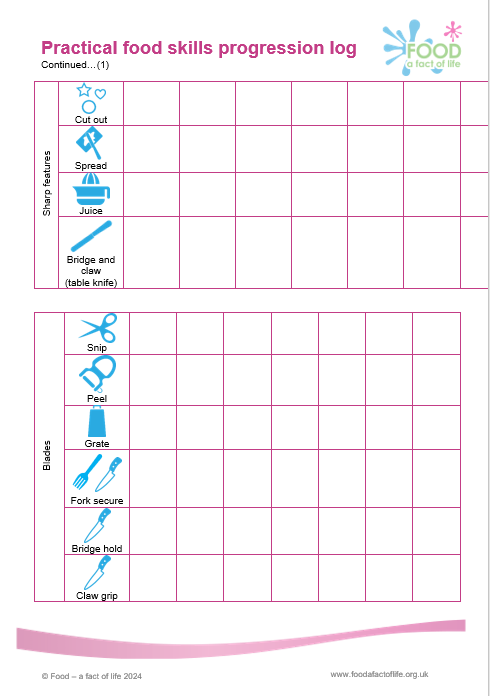 Practical food skills progression log
Continued…(1)
FOOD
a fact of life
Sharp features
Cut out
Spread
Juice
Bridge and
claw
(table knife)
Blades
Snip
Peel
Grate
Fork secure
Bridge hold
Claw grip
© Food – a fact of life 2024
www.foodafactoflife.org.uk